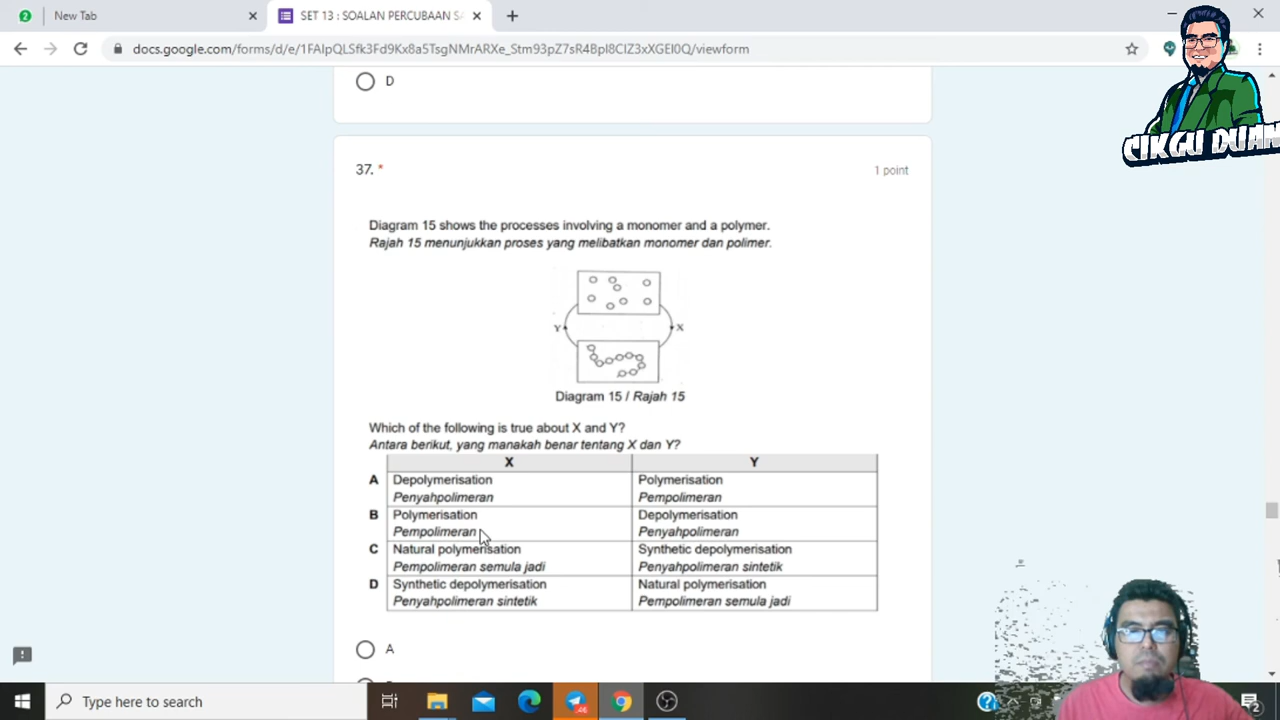 New Tab
SET 13 : SOALAN PERCUBAAN SA
docs.google.com/forms/d/e/1FAIpQLSfk3Fd9Kx8a5TsgNMrARXe_Stm93pZ7sR4Bpl8CIZ3xXGEl0Q/viewform
CIKGU DUAN
D
37. *
1 point
Diagram 15 shows the processes involving a monomer and a polymer.
Rajah 15 menunjukkan proses yang melibatkan monomer dan polimer.
Y X
Diagram 15 / Rajah 15
Which of the following is true about X and Y?
Antara berikut, yang manakah benar tentang X dan Y?
X Y
A Depolymerisation Polymerisation
Penyahpolimeran Pempolimeran
B Polymerisation Depolymerisation
Pempolimeran Penyahpolimeran
C Natural polymerisation Synthetic depolymerisation
Pempolimeran semula jadi Penyahpolimeran sintetik
D Synthetic depolymerisation Natural polymerisation
Penyahpolimeran sintetik Pempolimeran semula jadi
A
Type here to search